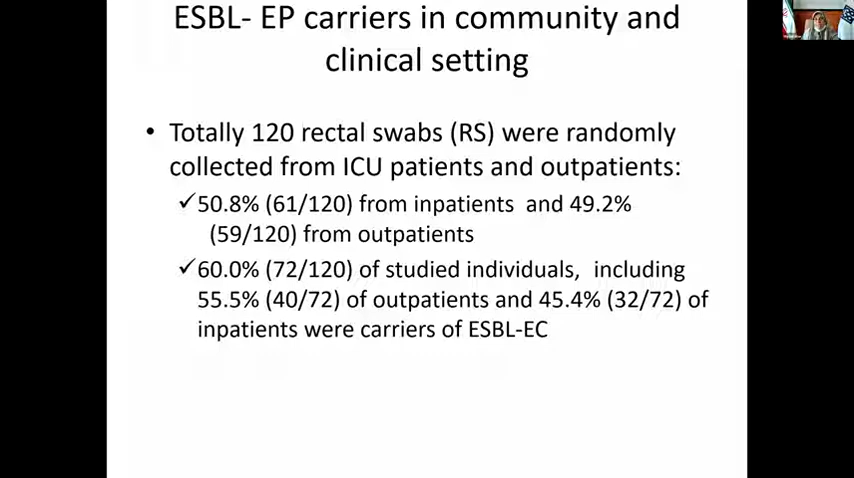 ESBL- EP carriers in community and
clinical setting
• Totally 120 rectal swabs (RS) were randomly
collected from ICU patients and outpatients:
✓50.8% (61/120) from inpatients and 49.2%
(59/120) from outpatients
✓60.0% (72/120) of studied individuals, including
55.5% (40/72) of outpatients and 45.4% (32/72) of
inpatients were carriers of ESBL-EC